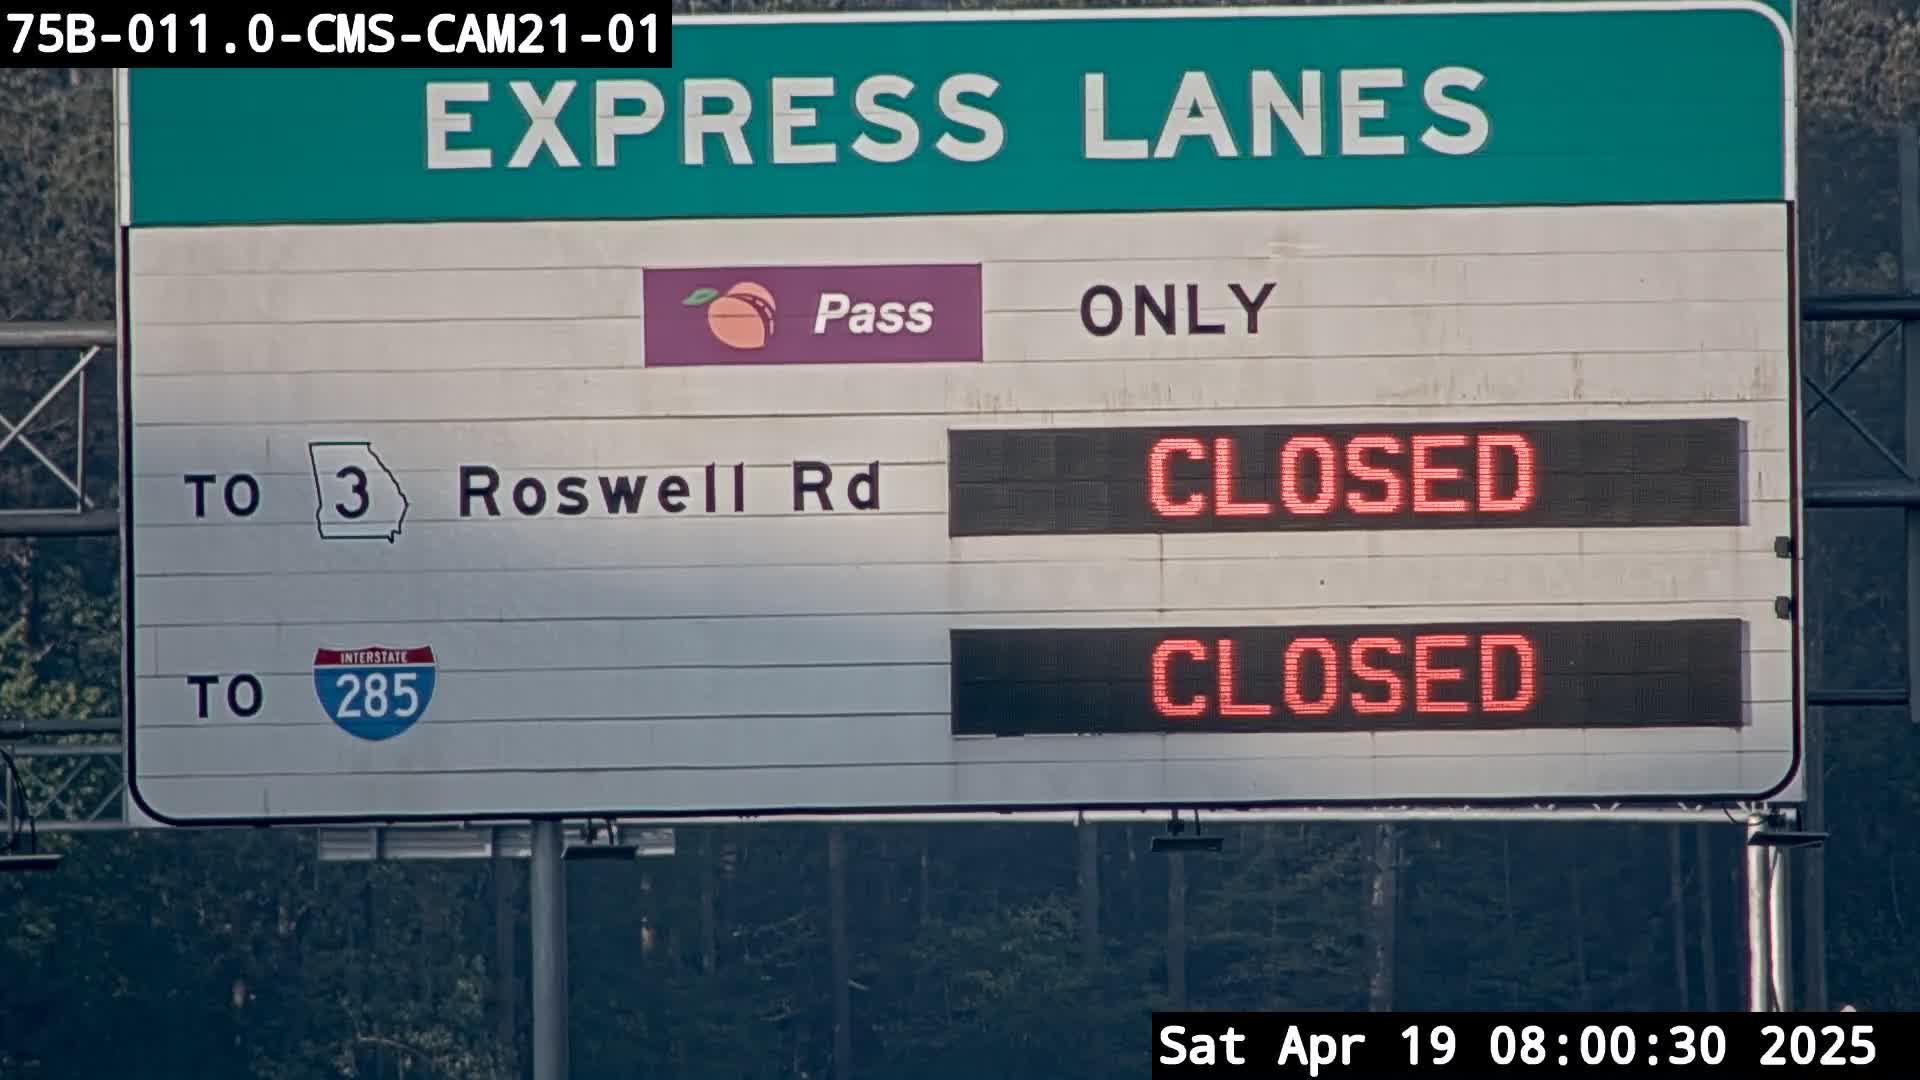 75B-011.0-CMS-CAM21-01
EXPRESS LANES
Pass ONLY
TO 3 Roswell Rd CLOSED
TO INTERSTATE 285 CLOSED
Sat Apr 19 08:00:30 2025